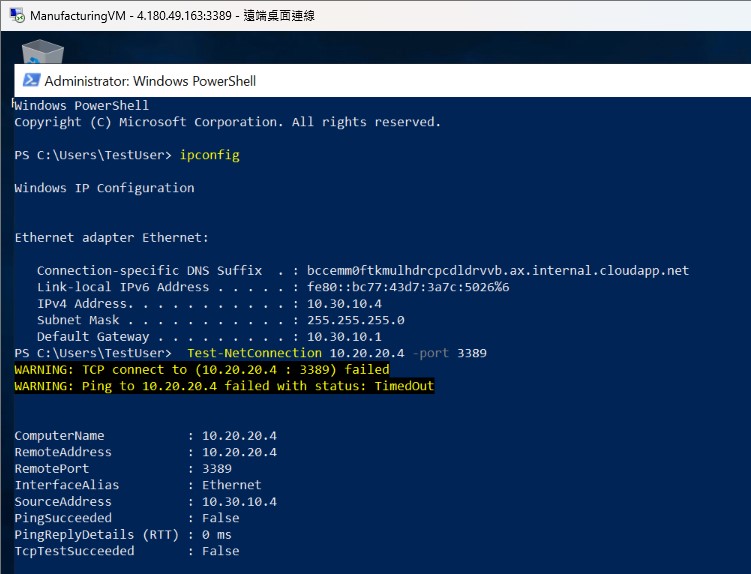 ManufacturingVM - 4.180.49.163:3389 - 遠端桌面連線
Administrator: Windows PowerShell
Windows PowerShell
Copyright (C) Microsoft Corporation. All rights reserved.
PS C:\Users\TestUser> ipconfig
Windows IP Configuration
Ethernet adapter Ethernet:
Connection-specific DNS Suffix  . : bccemm0ftkmulhdrcpcdldrvvb.ax.internal.cloudapp.net
Link-local IPv6 Address . . . . . : fe80::bc77:43d7:3a7c:5026%6
IPv4 Address. . . . . . . . . . . : 10.30.10.4
Subnet Mask . . . . . . . . . . . : 255.255.255.0
Default Gateway . . . . . . . . . : 10.30.10.1
PS C:\Users\TestUser>  Test-NetConnection 10.20.20.4 -port 3389
WARNING: TCP connect to (10.20.20.4 : 3389) failed
WARNING: Ping to 10.20.20.4 failed with status: TimedOut
ComputerName           : 10.20.20.4
RemoteAddress          : 10.20.20.4
RemotePort             : 3389
InterfaceAlias         : Ethernet
SourceAddress          : 10.30.10.4
PingSucceeded          : False
PingReplyDetails (RTT) : 0 ms
TcpTestSucceeded       : False